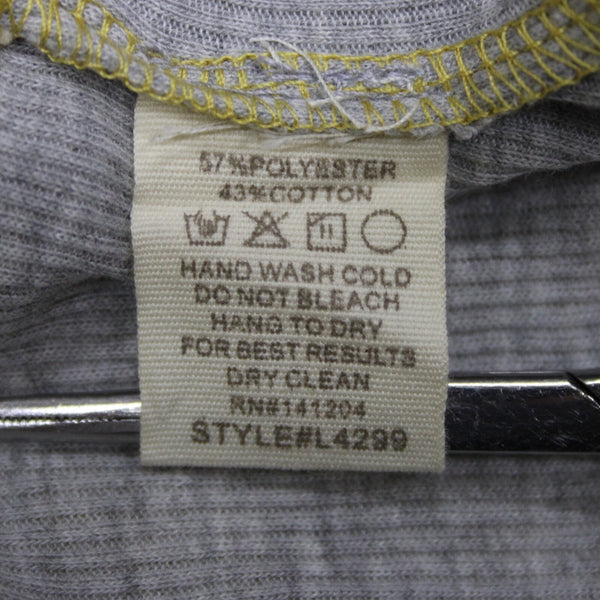 57%POLYESTER
43%COTTON
HAND WASH COLD
DO NOT BLEACH
HANG TO DRY
FOR BEST RESULTS
DRY CLEAN
RN#141204
STYLE#L4299